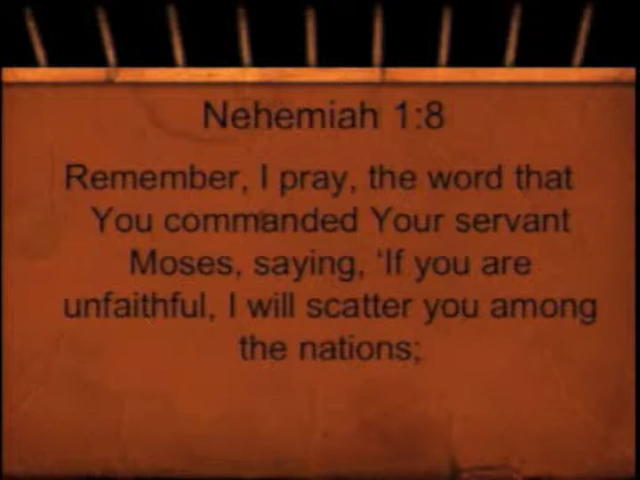 Nehemiah 1:8
Remember, I pray, the word that
You commanded Your servant
Moses, saying, ‘If you are
unfaithful, I will scatter you among
the nations;